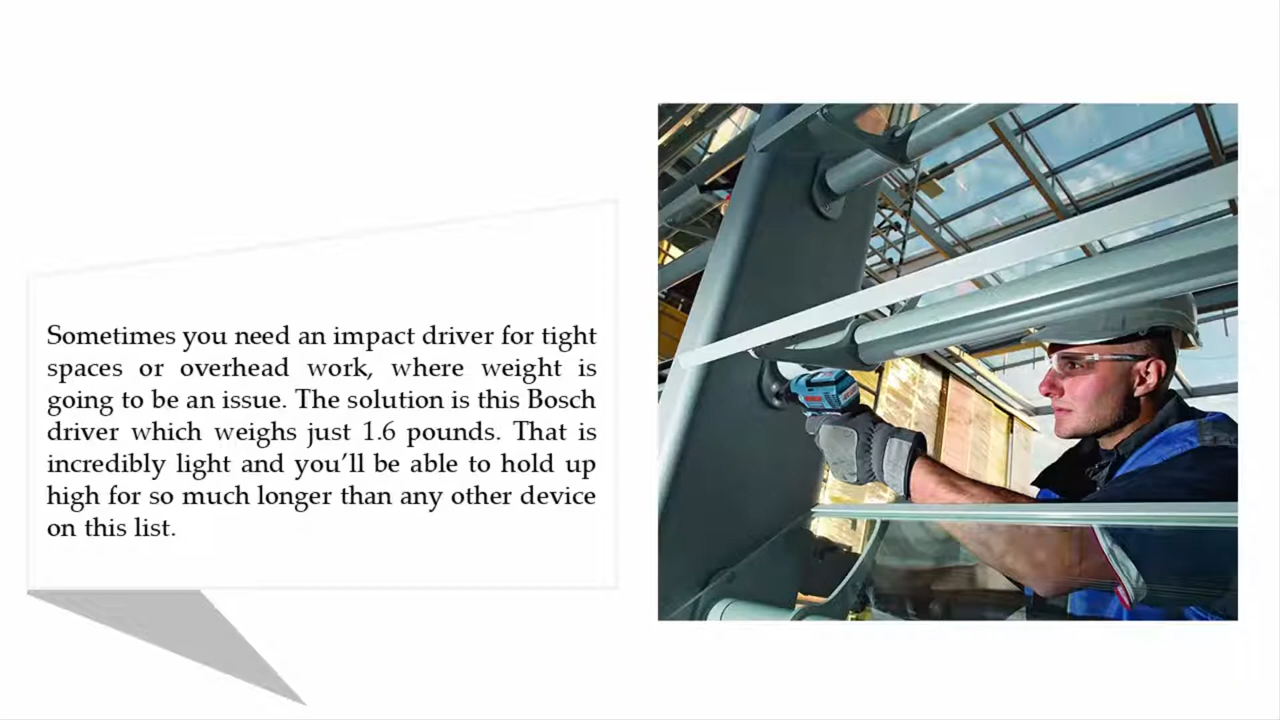 Sometimes you need an impact driver for tight
spaces or overhead work, where weight is
going to be an issue. The solution is this Bosch
driver which weighs just 1.6 pounds. That is
incredibly light and you’ll be able to hold up
high for so much longer than any other device
on this list.